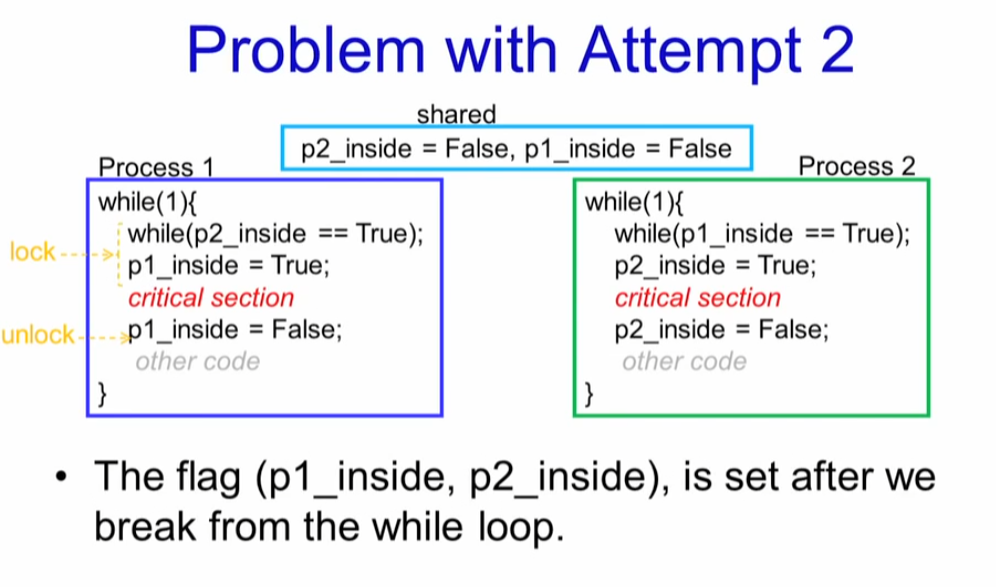 Problem with Attempt 2
shared
p2_inside = False, p1_inside = False
Process 1
while(1){
while(p2_inside == True);
lock
p1_inside = True;
critical section
unlock
p1_inside = False;
other code
}
Process 2
while(1){
while(p1_inside == True);
p2_inside = True;
critical section
p2_inside = False;
other code
}
• The flag (p1_inside, p2_inside), is set after we
break from the while loop.